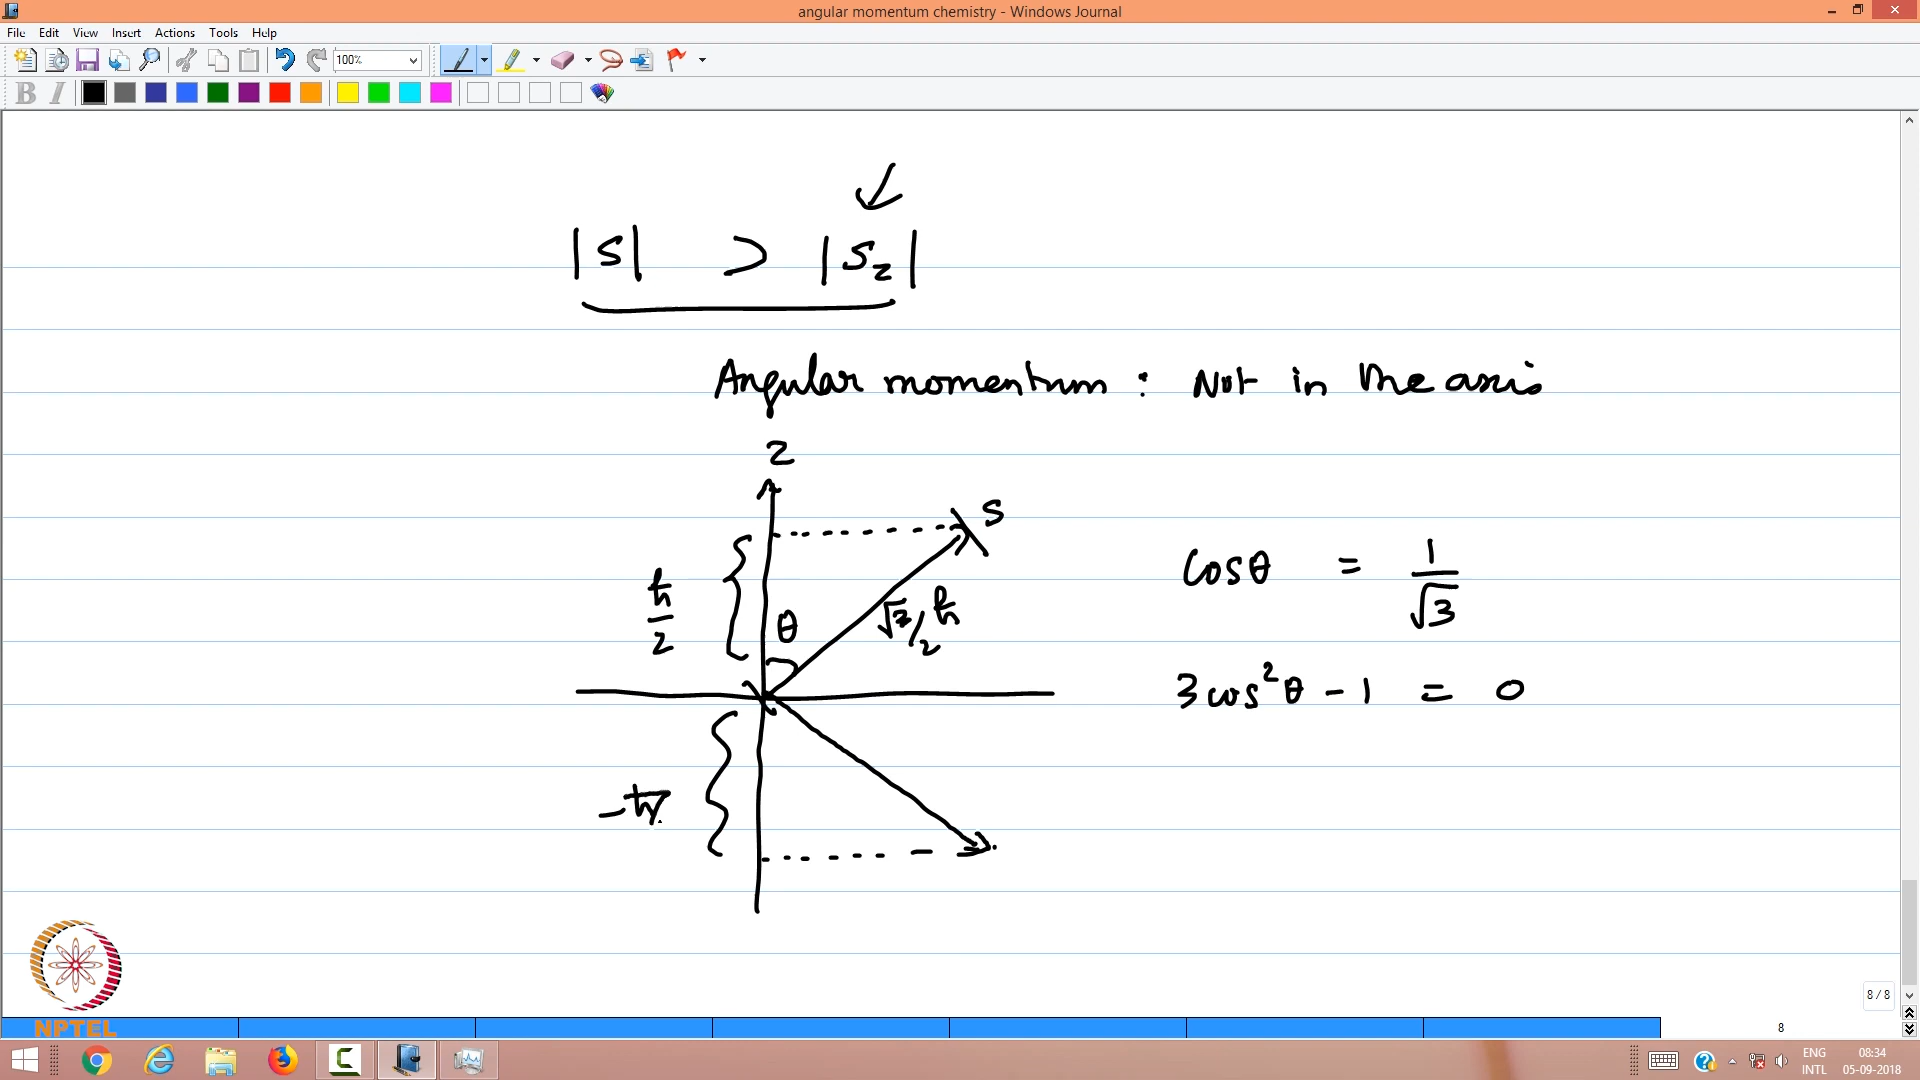 angular momentum chemistry - Windows Journal
File Edit View Insert Actions Tools Help
100%
B I
|S| > |S_z|
Angular momentum : Not in the axis
z
S
ħ/2
θ
√3/2 ħ
cosθ = 1/√3
3cos²θ - 1 = 0
-ħ
8 / 8
NPTEL
8
ENG 08:34
INTL 05-09-2018